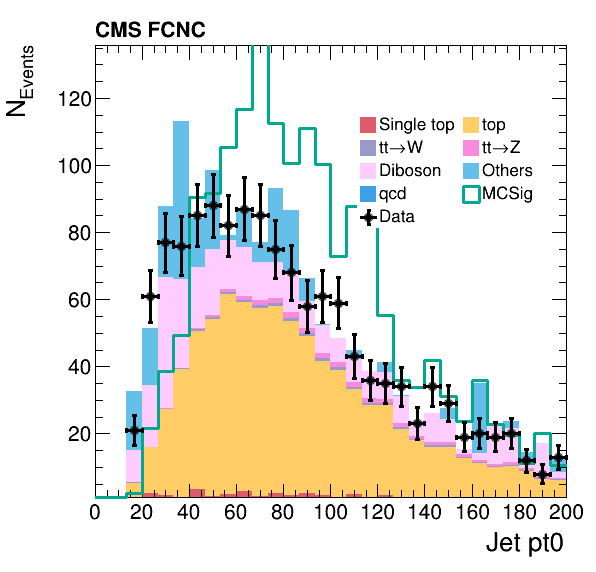 CMS FCNC
N_Events
120
100
80
60
40
20
Single top
top
tt→W
tt→Z
Diboson
Others
qcd
MCSig
Data
0 20 40 60 80 100 120 140 160 180 200
Jet pt0